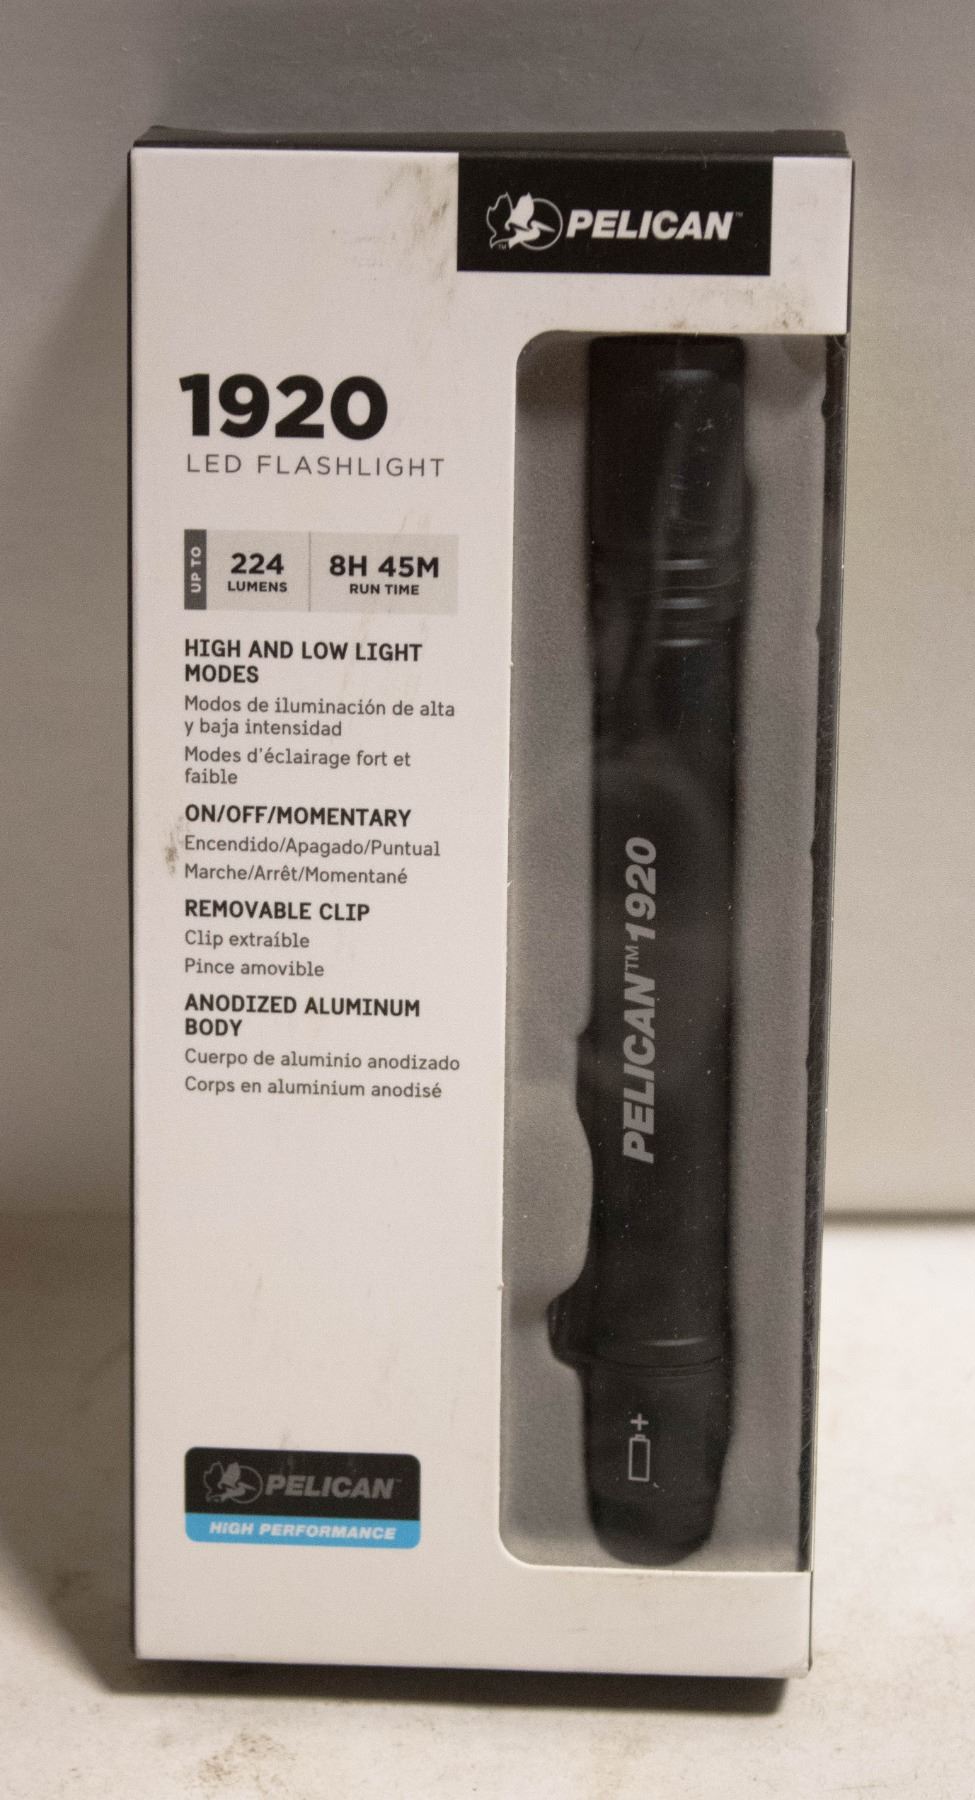 PELICAN™
1920
LED FLASHLIGHT
UP TO
224
LUMENS
8H 45M
RUN TIME
HIGH AND LOW LIGHT
MODES
Modos de iluminación de alta
y baja intensidad
Modes d'éclairage fort et
faible
ON/OFF/MOMENTARY
Encendido/Apagado/Puntual
Marche/Arrêt/Momentané
REMOVABLE CLIP
Clip extraíble
Pince amovible
ANODIZED ALUMINUM
BODY
Cuerpo de aluminio anodizado
Corps en aluminium anodisé
PELICAN™ 1920
+
PELICAN™
HIGH PERFORMANCE